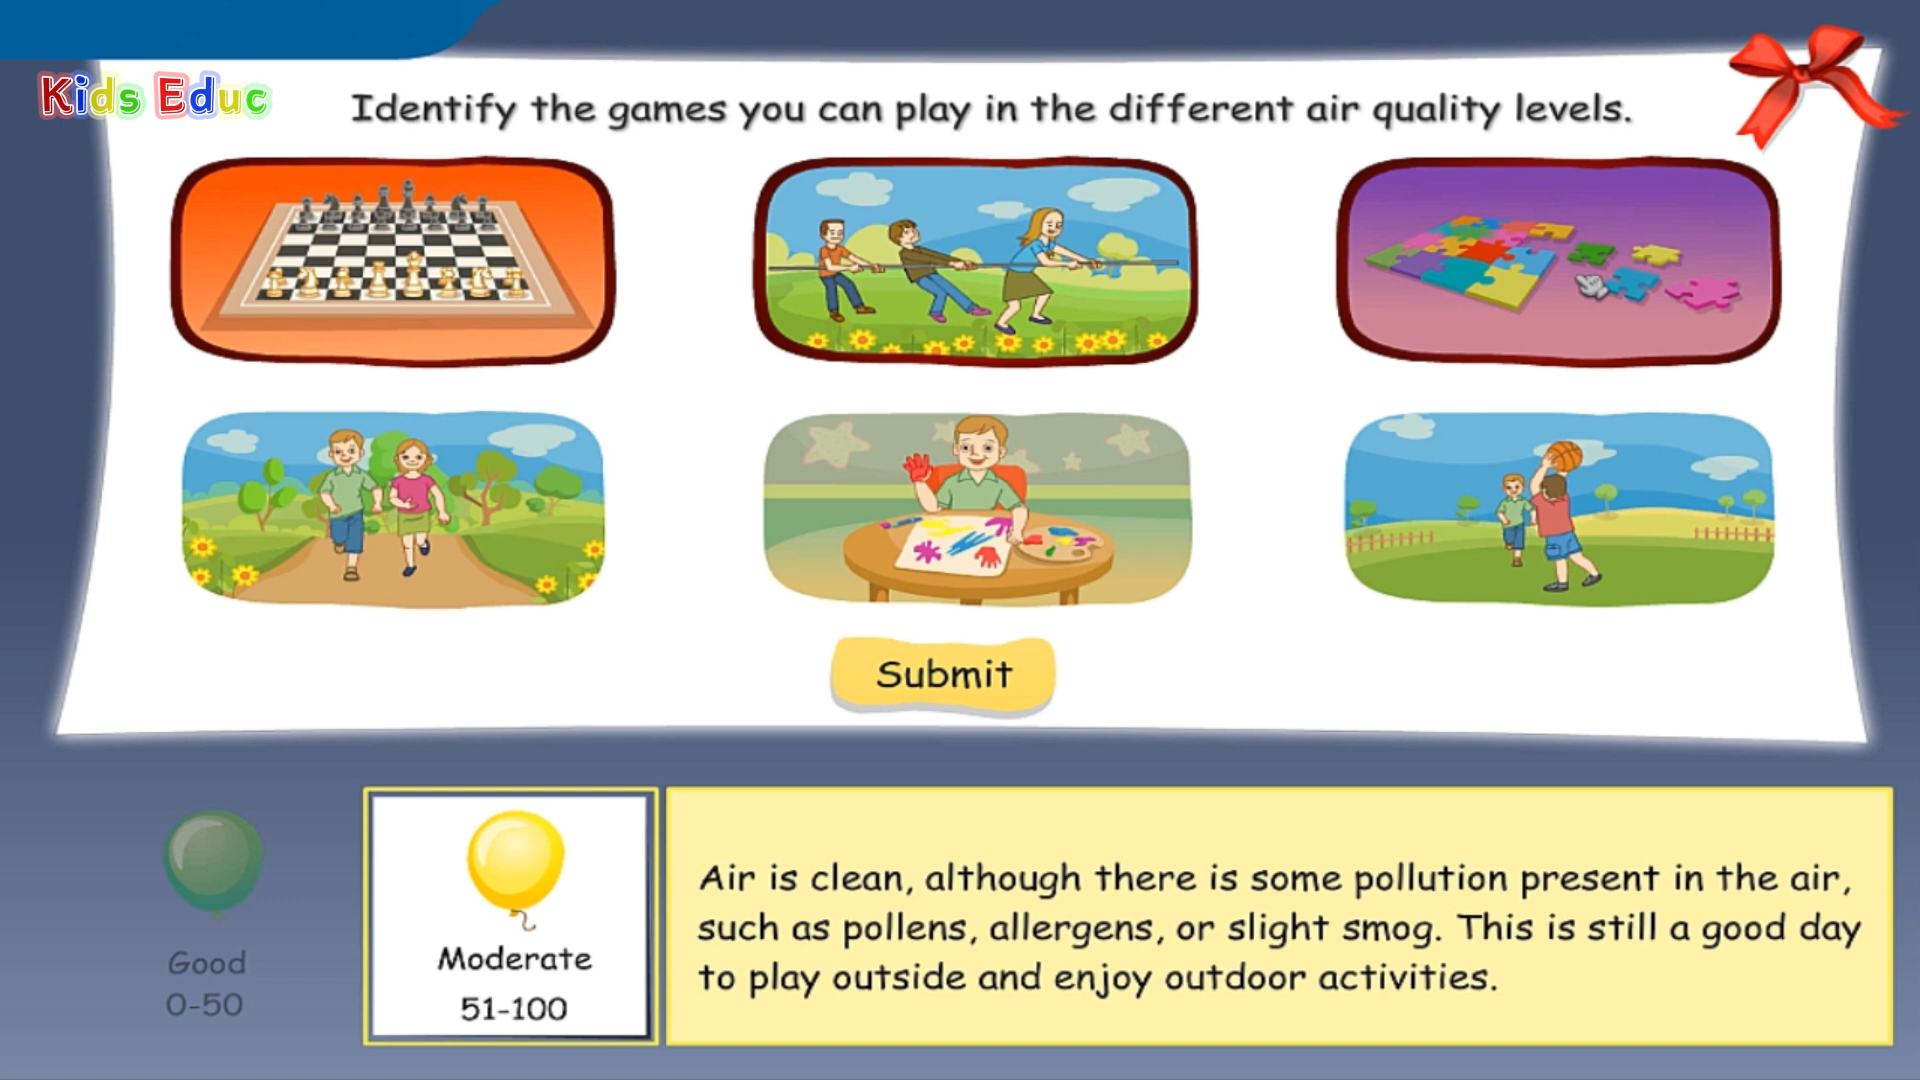 Kids Educ
Identify the games you can play in the different air quality levels.
Submit
Good
0-50
Moderate
51-100
Air is clean, although there is some pollution present in the air,
such as pollens, allergens, or slight smog. This is still a good day
to play outside and enjoy outdoor activities.